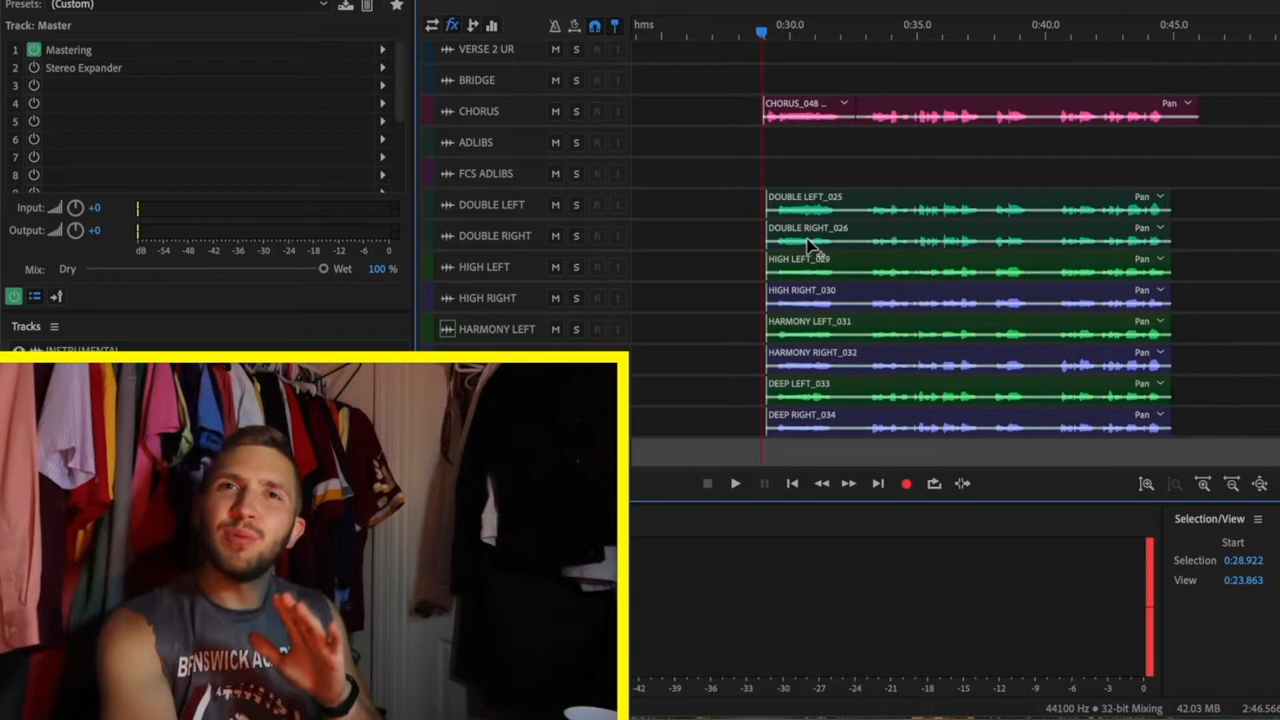 Presets: (Custom)
Track: Master
1 Mastering
2 Stereo Expander
3
4
5
6
7
8
Input: +0
Output: +0
dB -48 -42 -36 -30 -24 -18 -12 -6 0
Mix: Dry Wet 100 %
Tracks
INSTRUMENTAL
hms 0:30.0 0:35.0 0:40.0 0:45.0
VERSE 2 UR M S R I
BRIDGE M S R I
CHORUS M S R I CHORUS_048 ... Pan
ADLIBS M S R I
FCS ADLIBS M S R I
DOUBLE LEFT M S R I DOUBLE LEFT_025 Pan
DOUBLE RIGHT M S R I DOUBLE RIGHT_026 Pan
HIGH LEFT M S R I HIGH LEFT_029 Pan
HIGH RIGHT M S R I HIGH RIGHT_030 Pan
HARMONY LEFT M S R I HARMONY LEFT_031 Pan
HARMONY RIGHT_032 Pan
DEEP LEFT_033 Pan
DEEP RIGHT_034 Pan
Selection/View
Start
Selection 0:28.922
View 0:23.863
-42 -39 -36 -33 -30 -27 -24 -21 -18 -15 -12 -9 -6 -3 0
44100 Hz • 32-bit Mixing 42.03 MB